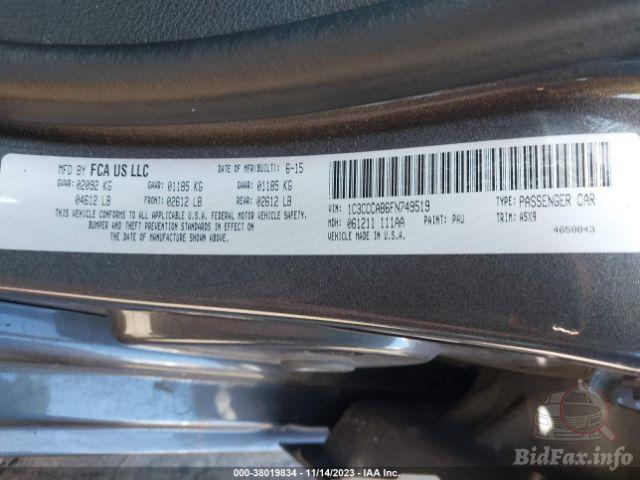 MFD BY FCA US LLC DATE OF MFR(BUILT): 6-15
GVWR: 02092 KG GAWR: 01185 KG GAWR: 01185 KG
04612 LB FRONT: 02612 LB REAR: 02612 LB
THIS VEHICLE CONFORMS TO ALL APPLICABLE U.S.A. FEDERAL MOTOR VEHICLE SAFETY,
BUMPER AND THEFT PREVENTION STANDARDS IN EFFECT
ON THE DATE OF MANUFACTURE SHOWN ABOVE.
VIN: 1C3CCCAB6FN749519 TYPE: PASSENGER CAR
MDH: 061211 111AA PAINT: PAU TRIM: A5X9
VEHICLE MADE IN U.S.A. 4658843
BidFax.info
000-38019834 - 11/14/2023 - IAA Inc.